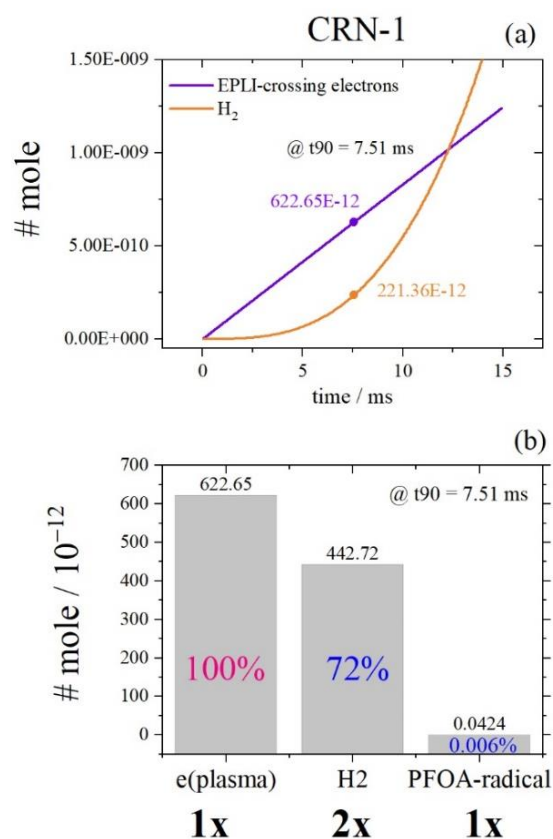 CRN-1
(a)
1.50E-009
EPLI-crossing electrons
H₂
@ t90 = 7.51 ms
1.00E-009
622.65E-12
# mole
5.00E-010
221.36E-12
0.00E+000
0 5 10 15
time / ms
(b)
700
@ t90 = 7.51 ms
622.65
600
500
442.72
400
300
# mole / 10⁻¹²
200
100% 72%
100
0.0424
0
0.006%
e(plasma) H2 PFOA-radical
1x 2x 1x